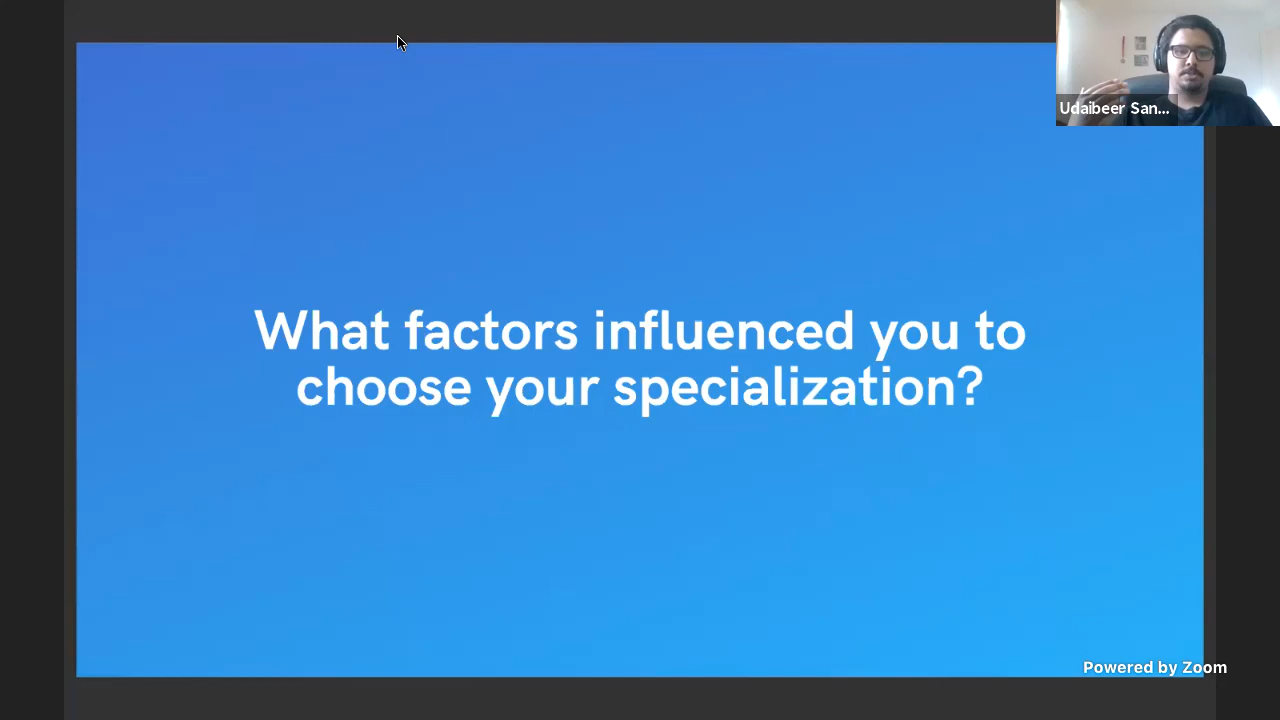 Udaibeer San...
What factors influenced you to
choose your specialization?
Powered by Zoom